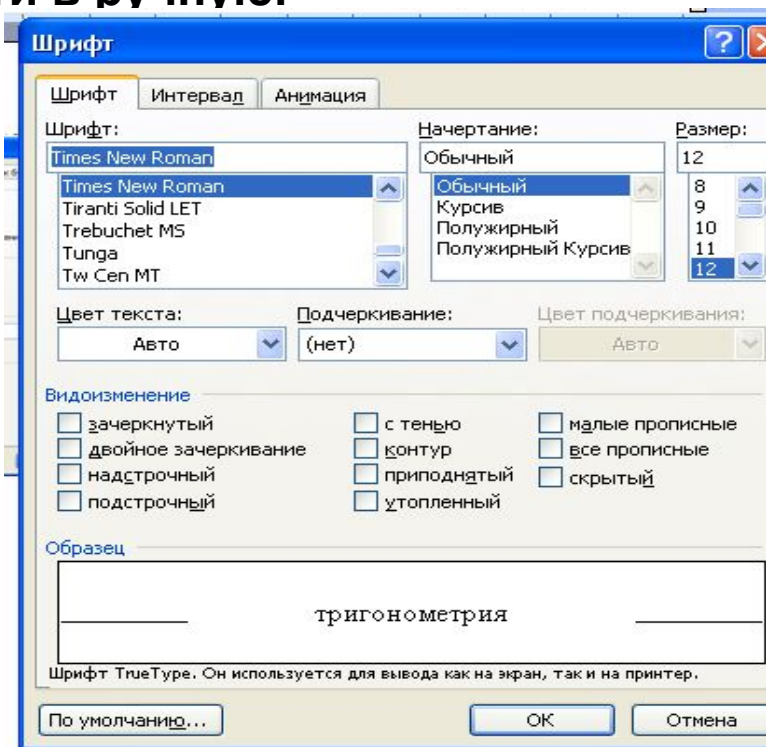 в ручную.
Шрифт
Шрифт Интервал Анимация
Шрифт: Начертание: Размер:
Times New Roman Обычный 12
Times New Roman Обычный 8
Tiranti Solid LET Курсив 9
Trebuchet MS Полужирный 10
Tunga Полужирный Курсив 11
Tw Cen MT 12
Цвет текста: Подчеркивание: Цвет подчеркивания:
Авто (нет) Авто
Видоизменение
зачеркнутый с тенью малые прописные
двойное зачеркивание контур все прописные
надстрочный приподнятый скрытый
подстрочный утопленный
Образец
тригонометрия
Шрифт TrueType. Он используется для вывода как на экран, так и на принтер.
По умолчанию... ОК Отмена